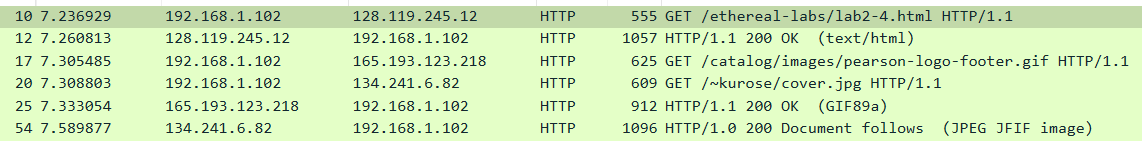 10 7.236929 192.168.1.102 128.119.245.12 HTTP 555 GET /ethereal-labs/lab2-4.html HTTP/1.1
12 7.260813 128.119.245.12 192.168.1.102 HTTP 1057 HTTP/1.1 200 OK (text/html)
17 7.305485 192.168.1.102 165.193.123.218 HTTP 625 GET /catalog/images/pearson-logo-footer.gif HTTP/1.1
20 7.308803 192.168.1.102 134.241.6.82 HTTP 609 GET /~kurose/cover.jpg HTTP/1.1
25 7.333054 165.193.123.218 192.168.1.102 HTTP 912 HTTP/1.1 200 OK (GIF89a)
54 7.589877 134.241.6.82 192.168.1.102 HTTP 1096 HTTP/1.0 200 Document follows (JPEG JFIF image)